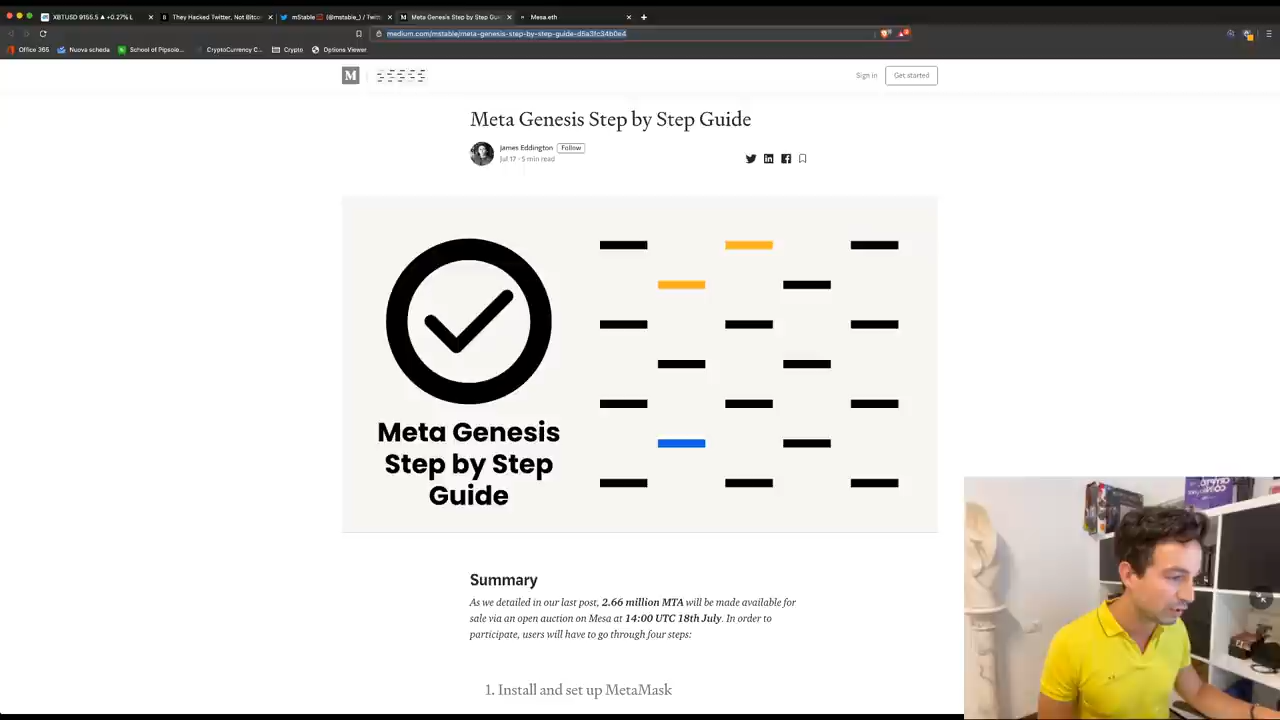 XBTUSD 9155.5 ▲ +0.27% L
They Hacked Twitter, Not Bitco
mStable (@mstable_) / Twitt
Meta Genesis Step by Step Gui
Mesa.eth
medium.com/mstable/meta-genesis-step-by-step-guide-d6a3fc34b0e4
Office 365
Nueva scheda
School of Pipsole...
CryptoCurrency C...
Crypto
Options Viewer
M
Sign in
Get started
Meta Genesis Step by Step Guide
James Eddington
Follow
Jul 17 · 5 min read
Meta Genesis
Step by Step
Guide
Summary
As we detailed in our last post, 2.66 million MTA will be made available for
sale via an open auction on Mesa at 14:00 UTC 18th July. In order to
participate, users will have to go through four steps:
1. Install and set up MetaMask